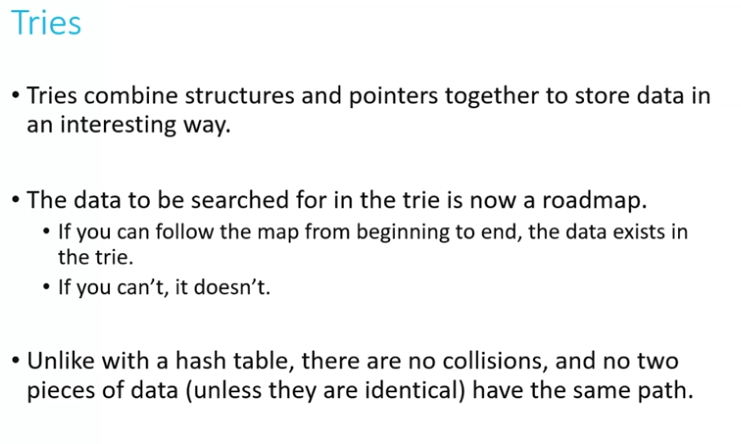 Tries
• Tries combine structures and pointers together to store data in
an interesting way.
• The data to be searched for in the trie is now a roadmap.
• If you can follow the map from beginning to end, the data exists in
the trie.
• If you can’t, it doesn’t.
• Unlike with a hash table, there are no collisions, and no two
pieces of data (unless they are identical) have the same path.